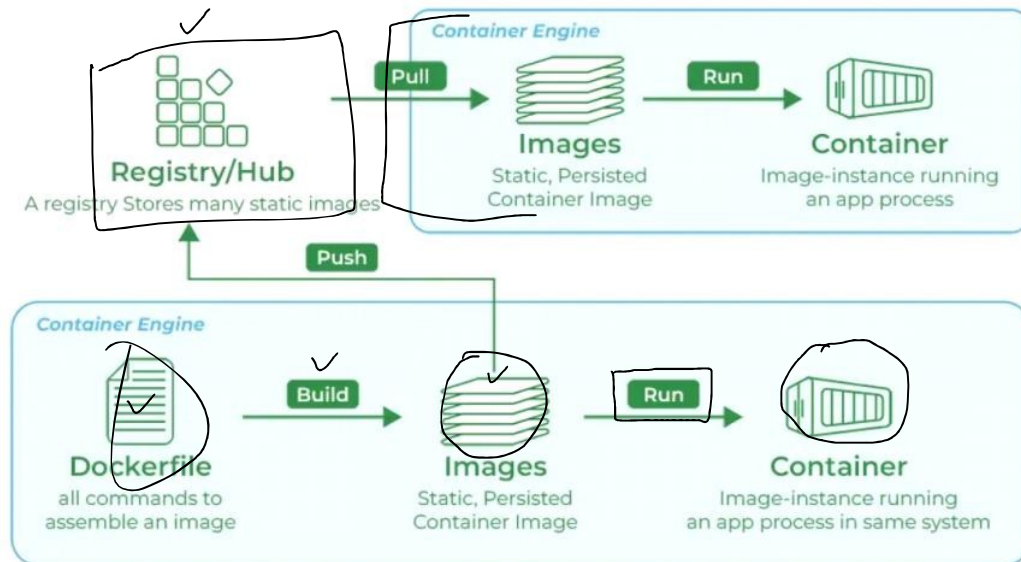 Container Engine
Pull
Run
Registry/Hub
A registry Stores many static images
Images
Static, Persisted
Container Image
Container
Image-instance running
an app process
Push
Container Engine
Build
Run
Dockerfile
all commands to
assemble an image
Images
Static, Persisted
Container Image
Container
Image-instance running
an app process in same system